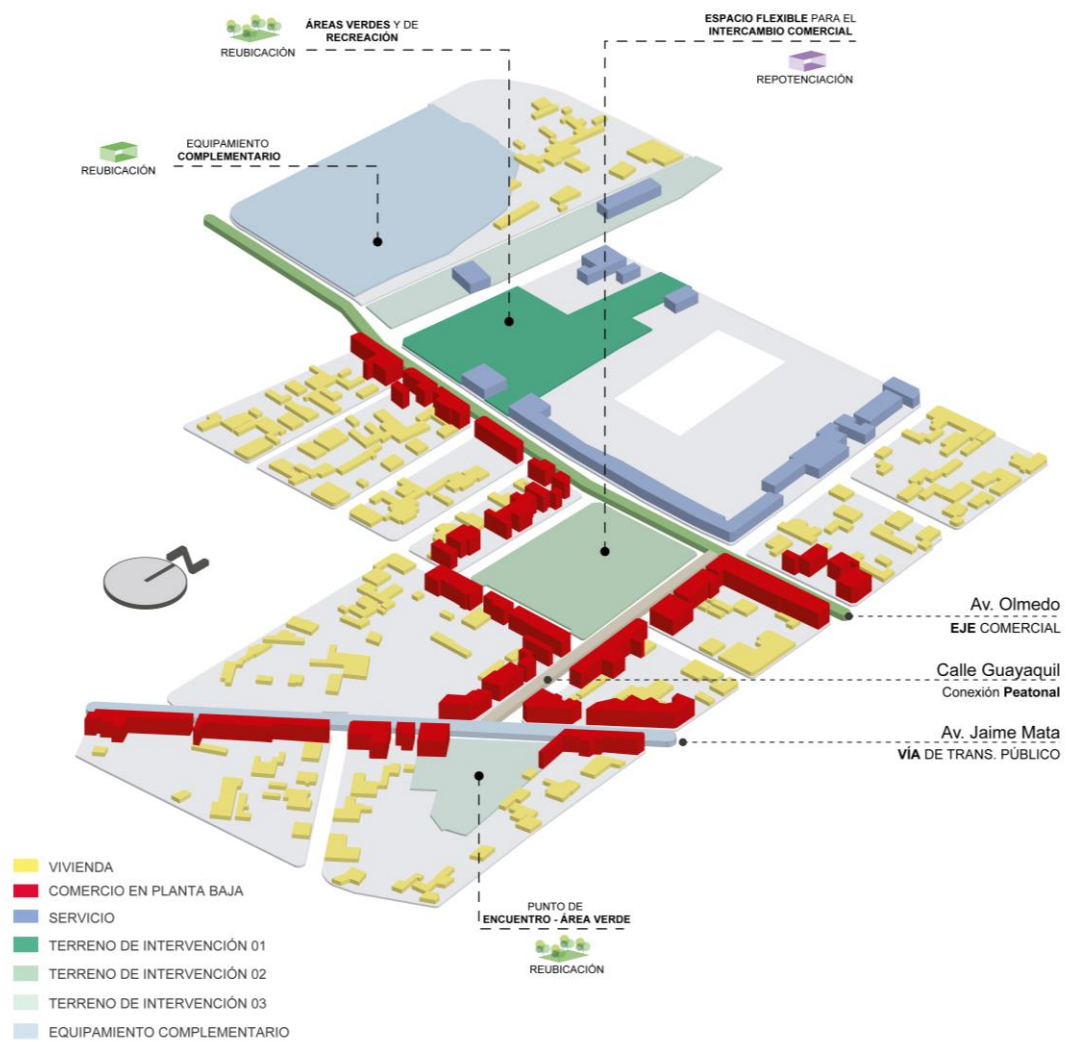 ÁREAS VERDES Y DE
RECREACIÓN
REUBICACIÓN
ESPACIO FLEXIBLE PARA EL
INTERCAMBIO COMERCIAL
REPOTENCIACIÓN
EQUIPAMIENTO
COMPLEMENTARIO
REUBICACIÓN
Av. Olmedo
EJE COMERCIAL
Calle Guayaquil
Conexión Peatonal
Av. Jaime Mata
VÍA DE TRANS. PÚBLICO
PUNTO DE
ENCUENTRO - ÁREA VERDE
REUBICACIÓN
VIVIENDA
COMERCIO EN PLANTA BAJA
SERVICIO
TERRENO DE INTERVENCIÓN 01
TERRENO DE INTERVENCIÓN 02
TERRENO DE INTERVENCIÓN 03
EQUIPAMIENTO COMPLEMENTARIO